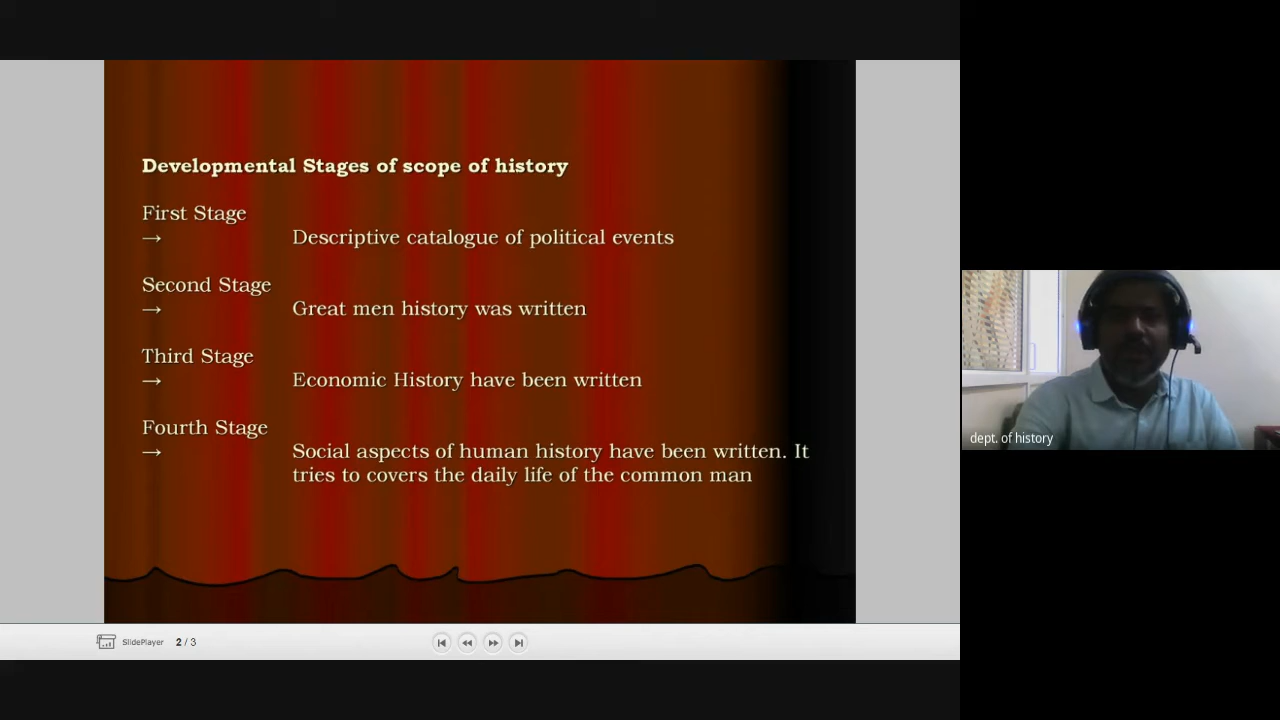 Developmental Stages of scope of history
First Stage
→ Descriptive catalogue of political events
Second Stage
→ Great men history was written
Third Stage
→ Economic History have been written
Fourth Stage
→ Social aspects of human history have been written. It
tries to covers the daily life of the common man
dept. of history
SlidePlayer 2 / 3